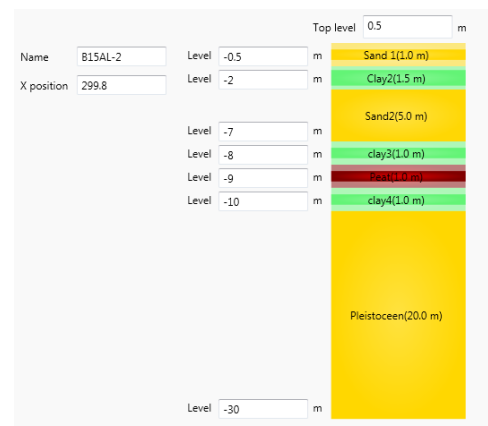 Top level 0.5 m
Name B15AL-2 Level -0.5 m Sand 1(1.0 m)
X position 299.8 Level -2 m Clay2(1.5 m)
Sand2(5.0 m)
Level -7 m
Level -8 m clay3(1.0 m)
Level -9 m Peat(1.0 m)
Level -10 m clay4(1.0 m)
Pleistoceen(20.0 m)
Level -30 m